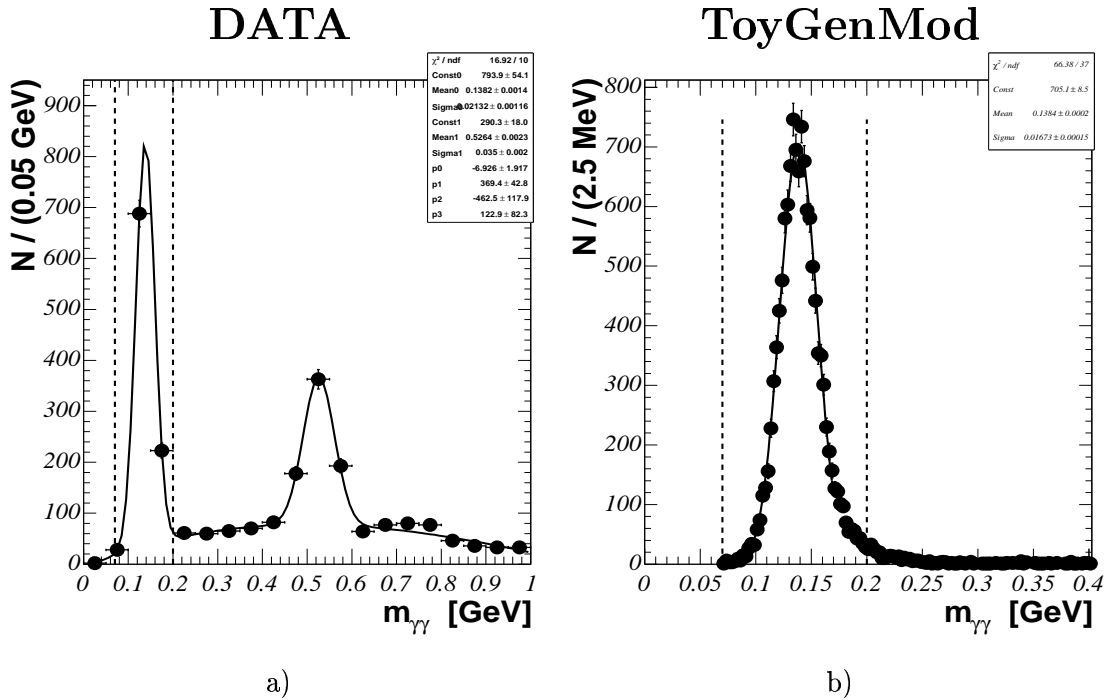 DATA
ToyGenMod
χ² / ndf 16.92 / 10
Const0 793.9 ± 54.1
Mean0 0.1382 ± 0.0014
0.02132 ± 0.00116
Const1 290.3 ± 18.0
Mean1 0.5264 ± 0.0023
Sigma1 0.035 ± 0.002
p0 -6.926 ± 1.917
p1 369.4 ± 42.8
p2 -462.5 ± 117.9
p3 122.9 ± 82.3
N / (0.05 GeV)
900
800
700
600
500
400
300
200
100
0
0 0.1 0.2 0.3 0.4 0.5 0.6 0.7 0.8 0.9 1
mγγ [GeV]
a)
χ² / ndf 66.38 / 37
Const 705.1 ± 8.5
Mean 0.1384 ± 0.0002
Sigma 0.01673 ± 0.00015
N / (2.5 MeV)
800
700
600
500
400
300
200
100
0
0 0.05 0.1 0.15 0.2 0.25 0.3 0.35 0.4
mγγ [GeV]
b)